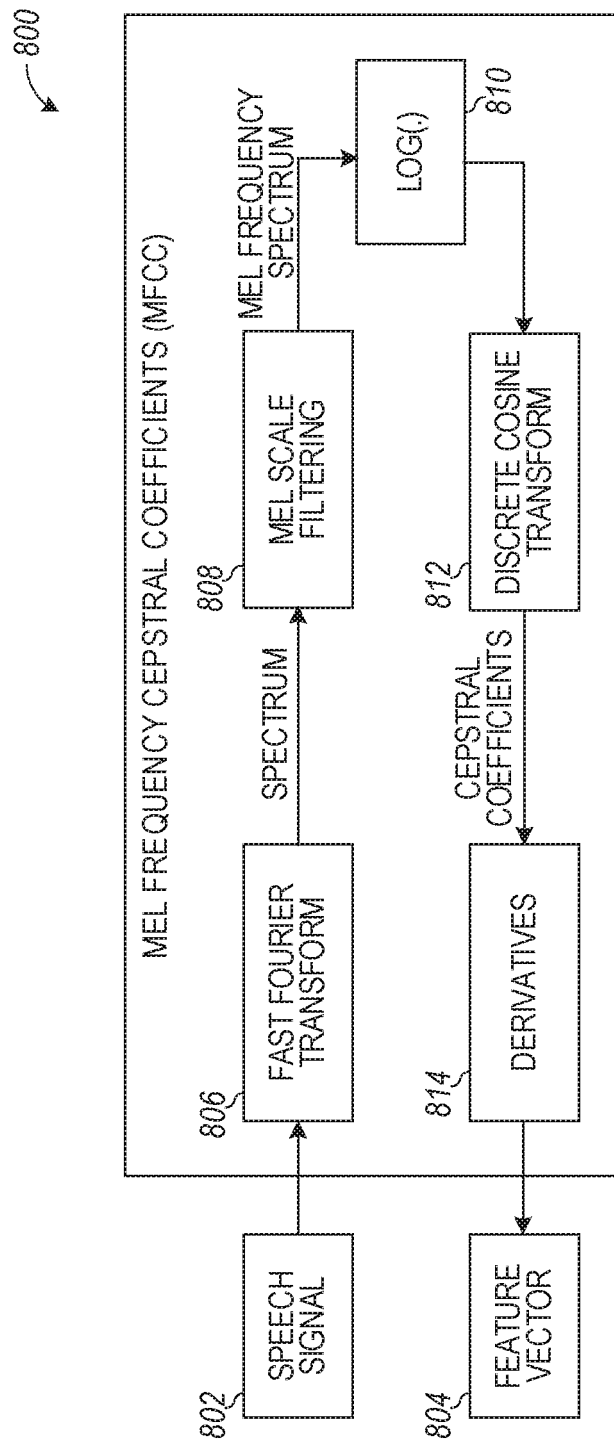 800
MEL FREQUENCY CEPSTRAL COEFFICIENTS (MFCC)
802
SPEECH
SIGNAL
806
FAST FOURIER
TRANSFORM
SPECTRUM
808
MEL SCALE
FILTERING
MEL FREQUENCY
SPECTRUM
LOG(.)
810
812
DISCRETE COSINE
TRANSFORM
CEPSTRAL
COEFFICIENTS
814
DERIVATIVES
804
FEATURE
VECTOR